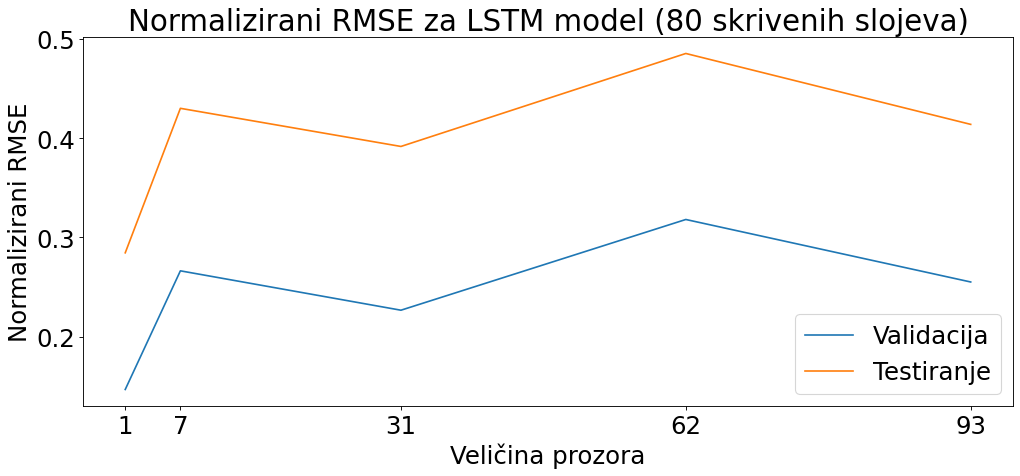 Normalizirani RMSE za LSTM model (80 skrivenih slojeva)
Normalizirani RMSE
0.5
0.4
0.3
0.2
Validacija
Testiranje
1 7 31 62 93
Veličina prozora